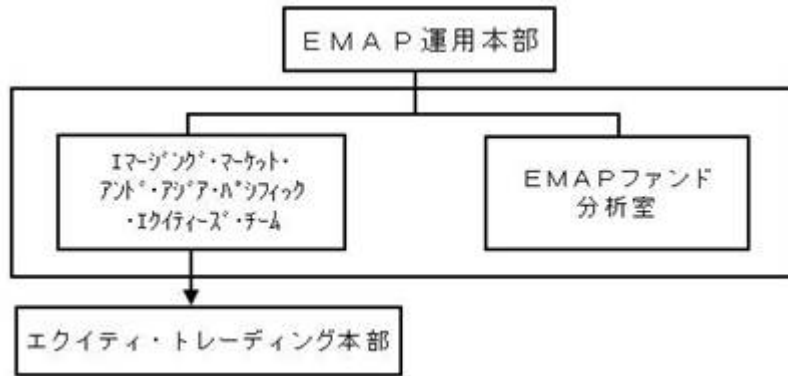 ＥＭＡＰ運用本部
ｴﾏｰｼﾞﾝｸﾞ･ﾏｰｹｯﾄ･
ｱﾝﾄﾞ･ｱｼﾞｱ･ﾊﾟｼﾌｨｯｸ
･ｴｸｲﾃｨｰｽﾞ･ﾁｰﾑ
ＥＭＡＰファンド
分析室
エクイティ・トレーディング本部